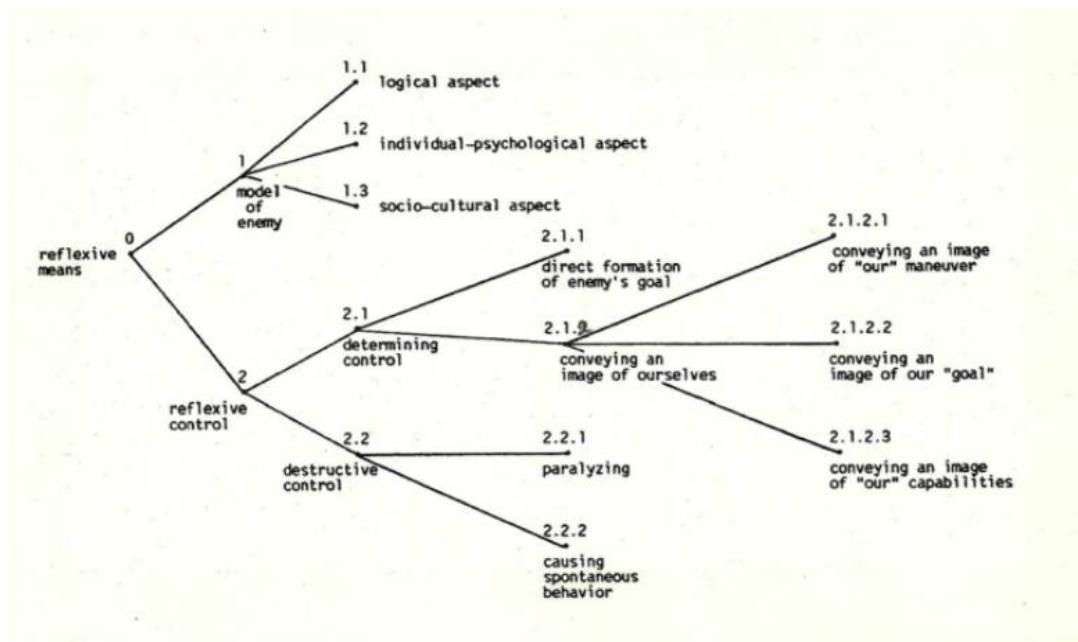 1.1
logical aspect
1.2
individual-psychological aspect
1
model
of
enemy
1.3
socio-cultural aspect
0
reflexive
means
2.1.1
direct formation
of enemy's goal
2.1.2.1
conveying an image
of "our" maneuver
2.1
determining
control
2.1.2
conveying an
image of ourselves
2.1.2.2
conveying an
image of our "goal"
2
reflexive
control
2.2
destructive
control
2.2.1
paralyzing
2.1.2.3
conveying an image
of "our" capabilities
2.2.2
causing
spontaneous
behavior